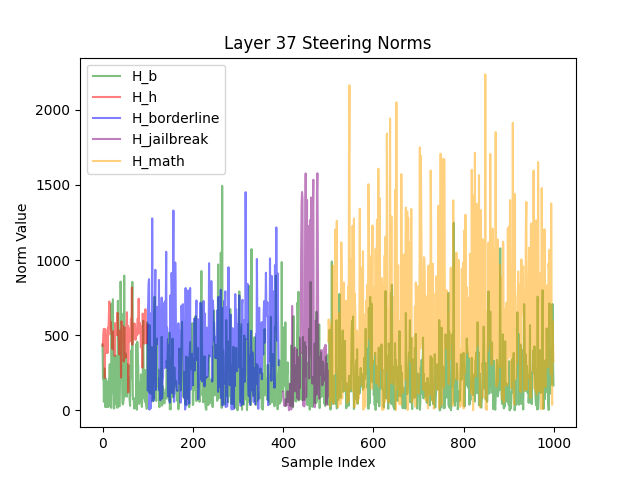 Layer 37 Steering Norms
H_b
H_h
H_borderline
H_jailbreak
H_math
Norm Value
2000
1500
1000
500
0
0
200
400
600
800
1000
Sample Index